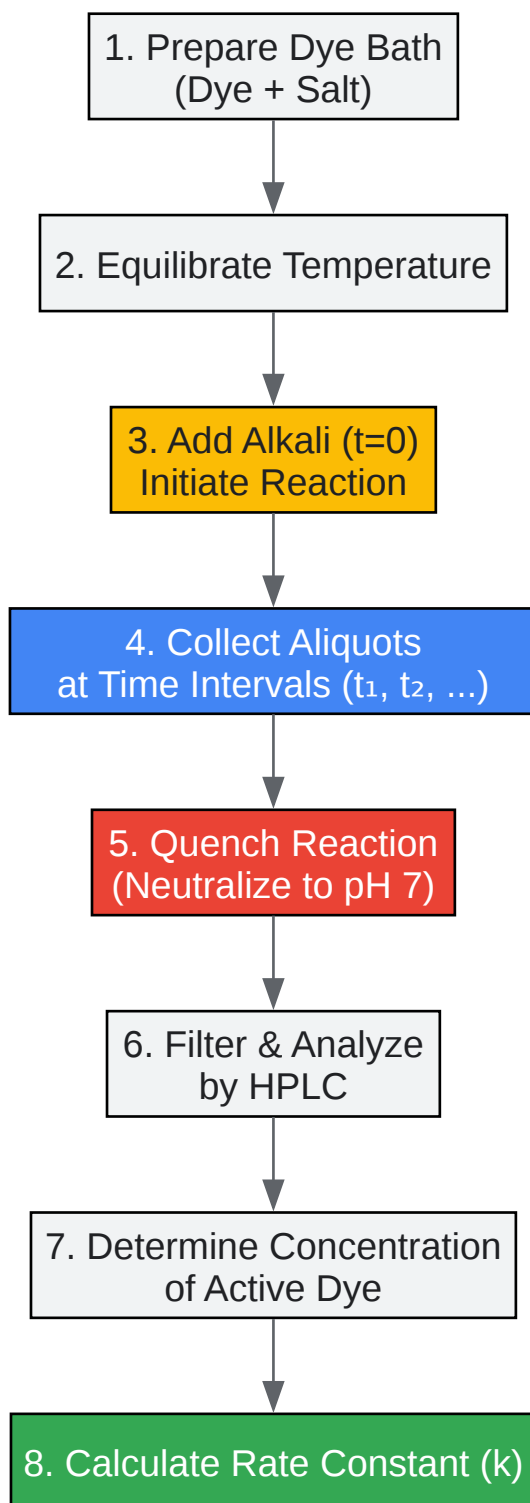 1. Prepare Dye Bath
(Dye + Salt)
2. Equilibrate Temperature
3. Add Alkali (t=0)
Initiate Reaction
4. Collect Aliquots
at Time Intervals (t₁, t₂, ...)
5. Quench Reaction
(Neutralize to pH 7)
6. Filter & Analyze
by HPLC
7. Determine Concentration
of Active Dye
8. Calculate Rate Constant (k)